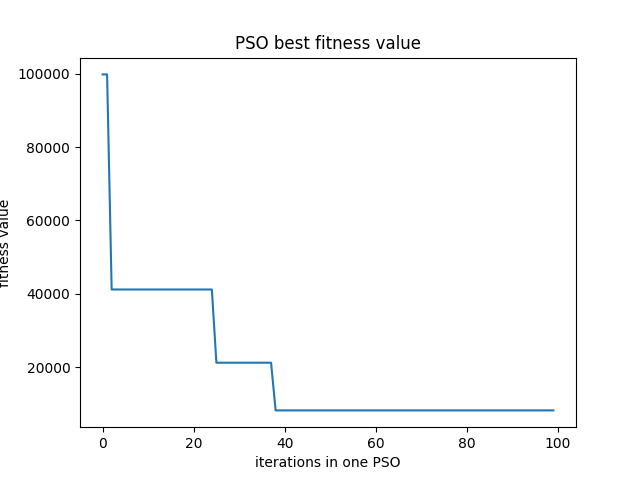 PSO best fitness value
100000
80000
60000
40000
20000
fitness value
0 20 40 60 80 100
iterations in one PSO